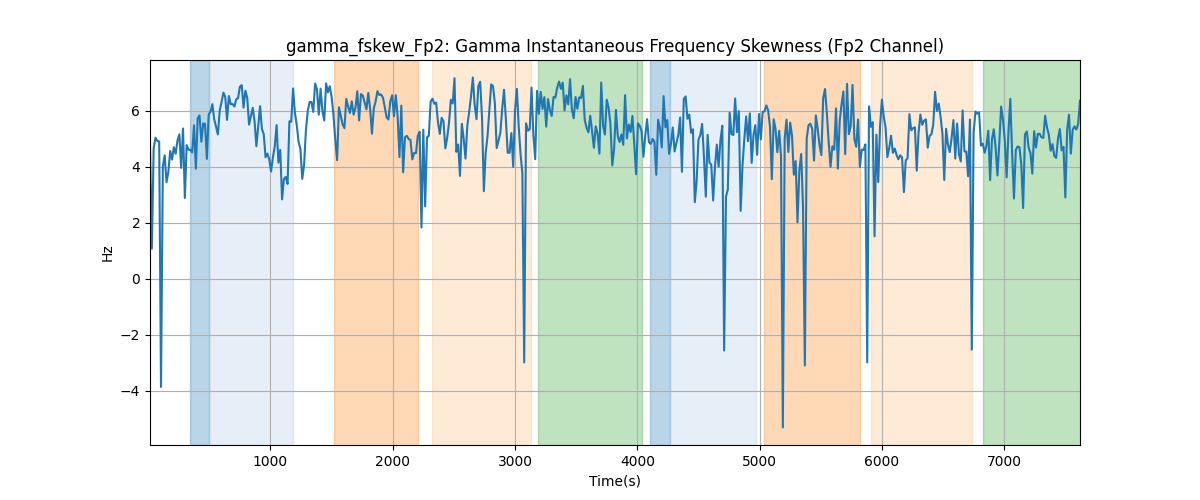 gamma_fskew_Fp2: Gamma Instantaneous Frequency Skewness (Fp2 Channel)
6
4
2
0
−2
−4
Hz
1000 2000 3000 4000 5000 6000 7000
Time(s)